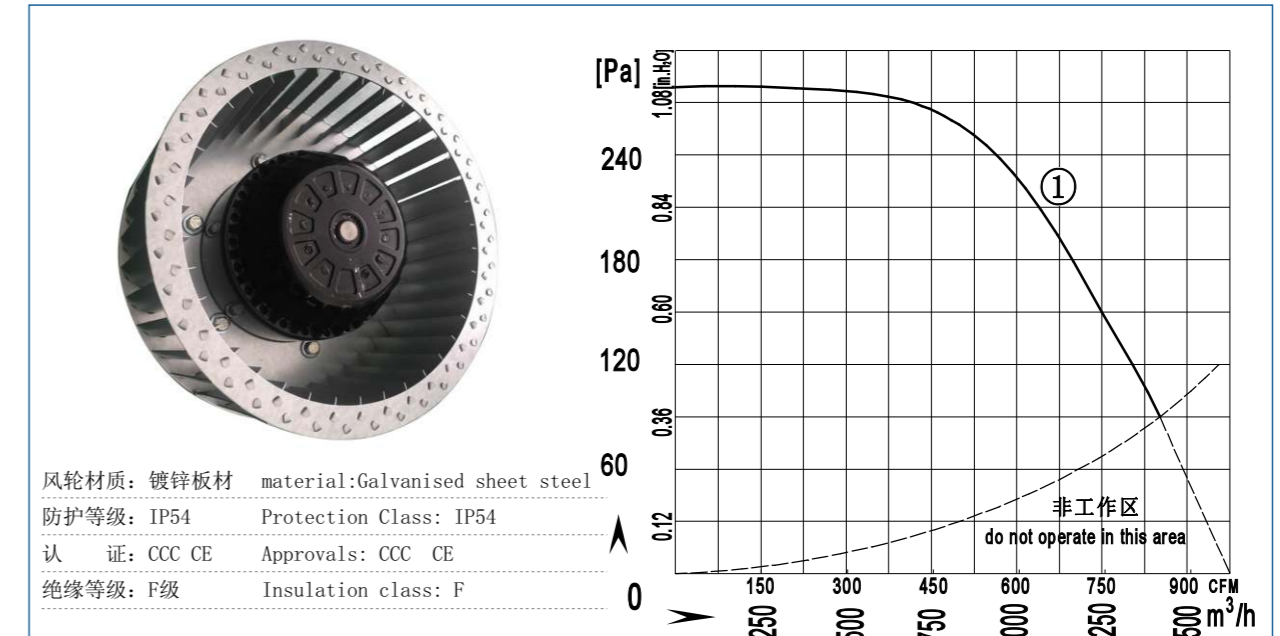 风轮材质：镀锌板材 material:Galvanised sheet steel
防护等级：IP54 Protection Class: IP54
认 证：CCC CE Approvals: CCC CE
绝缘等级：F级 Insulation class: F
[Pa]
240
180
120
60
0
1.08[in.H₂O]
0.84
0.60
0.36
0.12
①
非工作区
do not operate in this area
150 300 450 600 750 900 CFM
250 500 750 m³/h